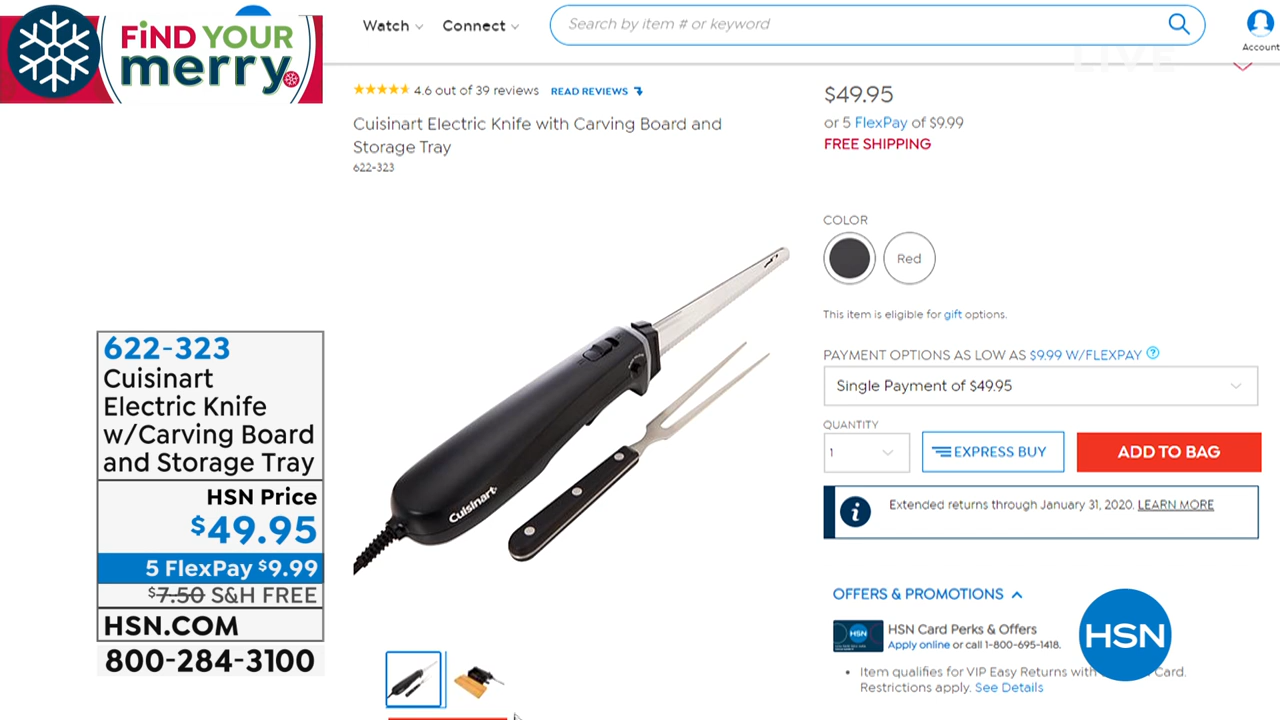 FiND YOUR
merry.
Watch
Connect
Search by item # or keyword
Account
LIVE
4.6 out of 39 reviews
READ REVIEWS
Cuisinart Electric Knife with Carving Board and
Storage Tray
622-323
$49.95
or 5 FlexPay of $9.99
FREE SHIPPING
COLOR
Red
This item is eligible for gift options.
PAYMENT OPTIONS AS LOW AS $9.99 W/FLEXPAY ?
Single Payment of $49.95
QUANTITY
1
EXPRESS BUY
ADD TO BAG
i
Extended returns through January 31, 2020. LEARN MORE
OFFERS & PROMOTIONS
HSN
HSN Card Perks & Offers
Apply online or call 1-800-695-1418.
Item qualifies for VIP Easy Returns with Card.
Restrictions apply. See Details
HSN
Cuisinart
622-323
Cuisinart
Electric Knife
w/Carving Board
and Storage Tray
HSN Price
$49.95
5 FlexPay $9.99
$7.50 S&H FREE
HSN.COM
800-284-3100